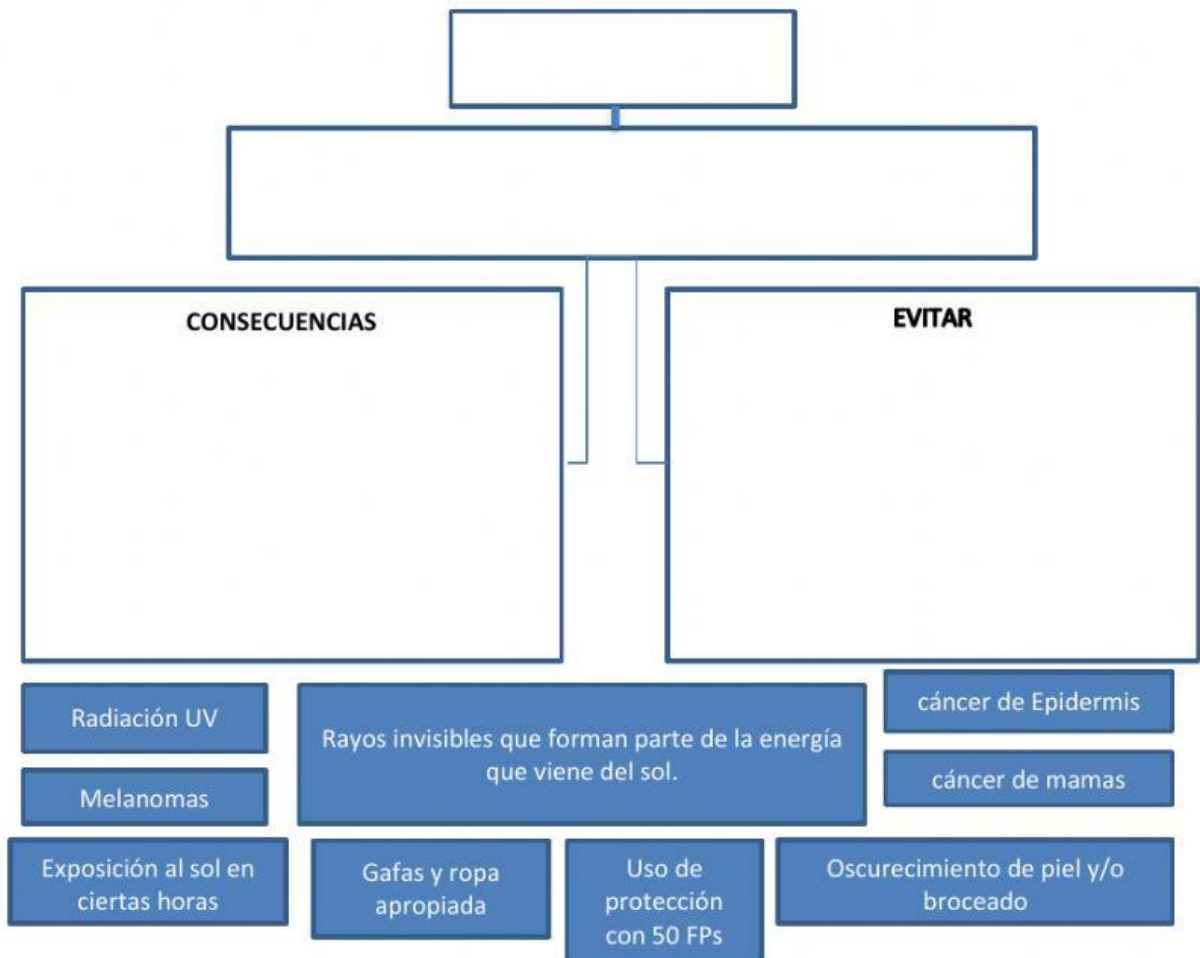 CONSECUENCIAS
EVITAR
Radiación UV
Rayos invisibles que forman parte de la energía
que viene del sol.
cáncer de Epidermis
Melanomas
cáncer de mamas
Exposición al sol en
ciertas horas
Gafas y ropa
apropiada
Uso de
protección
con 50 FPs
Oscurecimiento de piel y/o
broceado